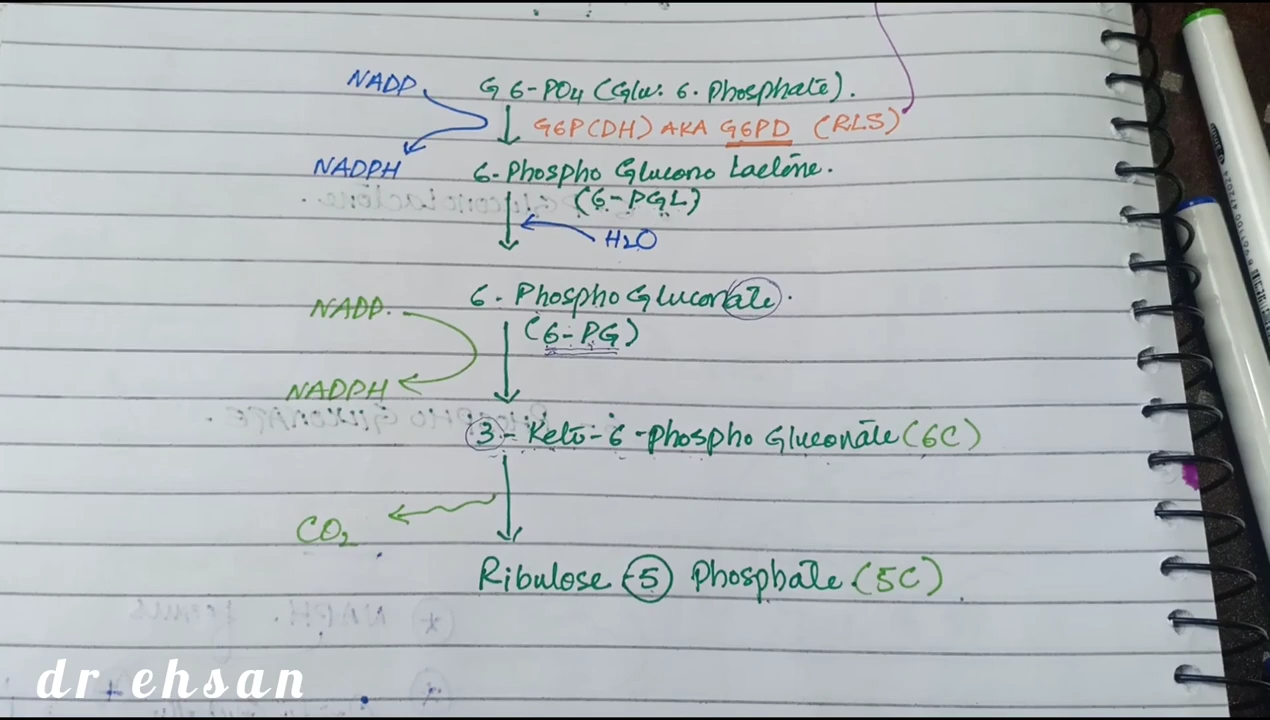 NADP G 6-PO4 (Glu. 6. Phosphate).
G6P(DH) AKA G6PD (RLS)
NADPH 6-Phospho Glucono Lactone.
(6-PGL)
H2O
NADP. 6. Phospho Gluconate.
(6-PG)
NADPH
3-Keto-6-phospho Gluconate (6C)
CO2
Ribulose -5 Phosphate (5C)
dr ehsan